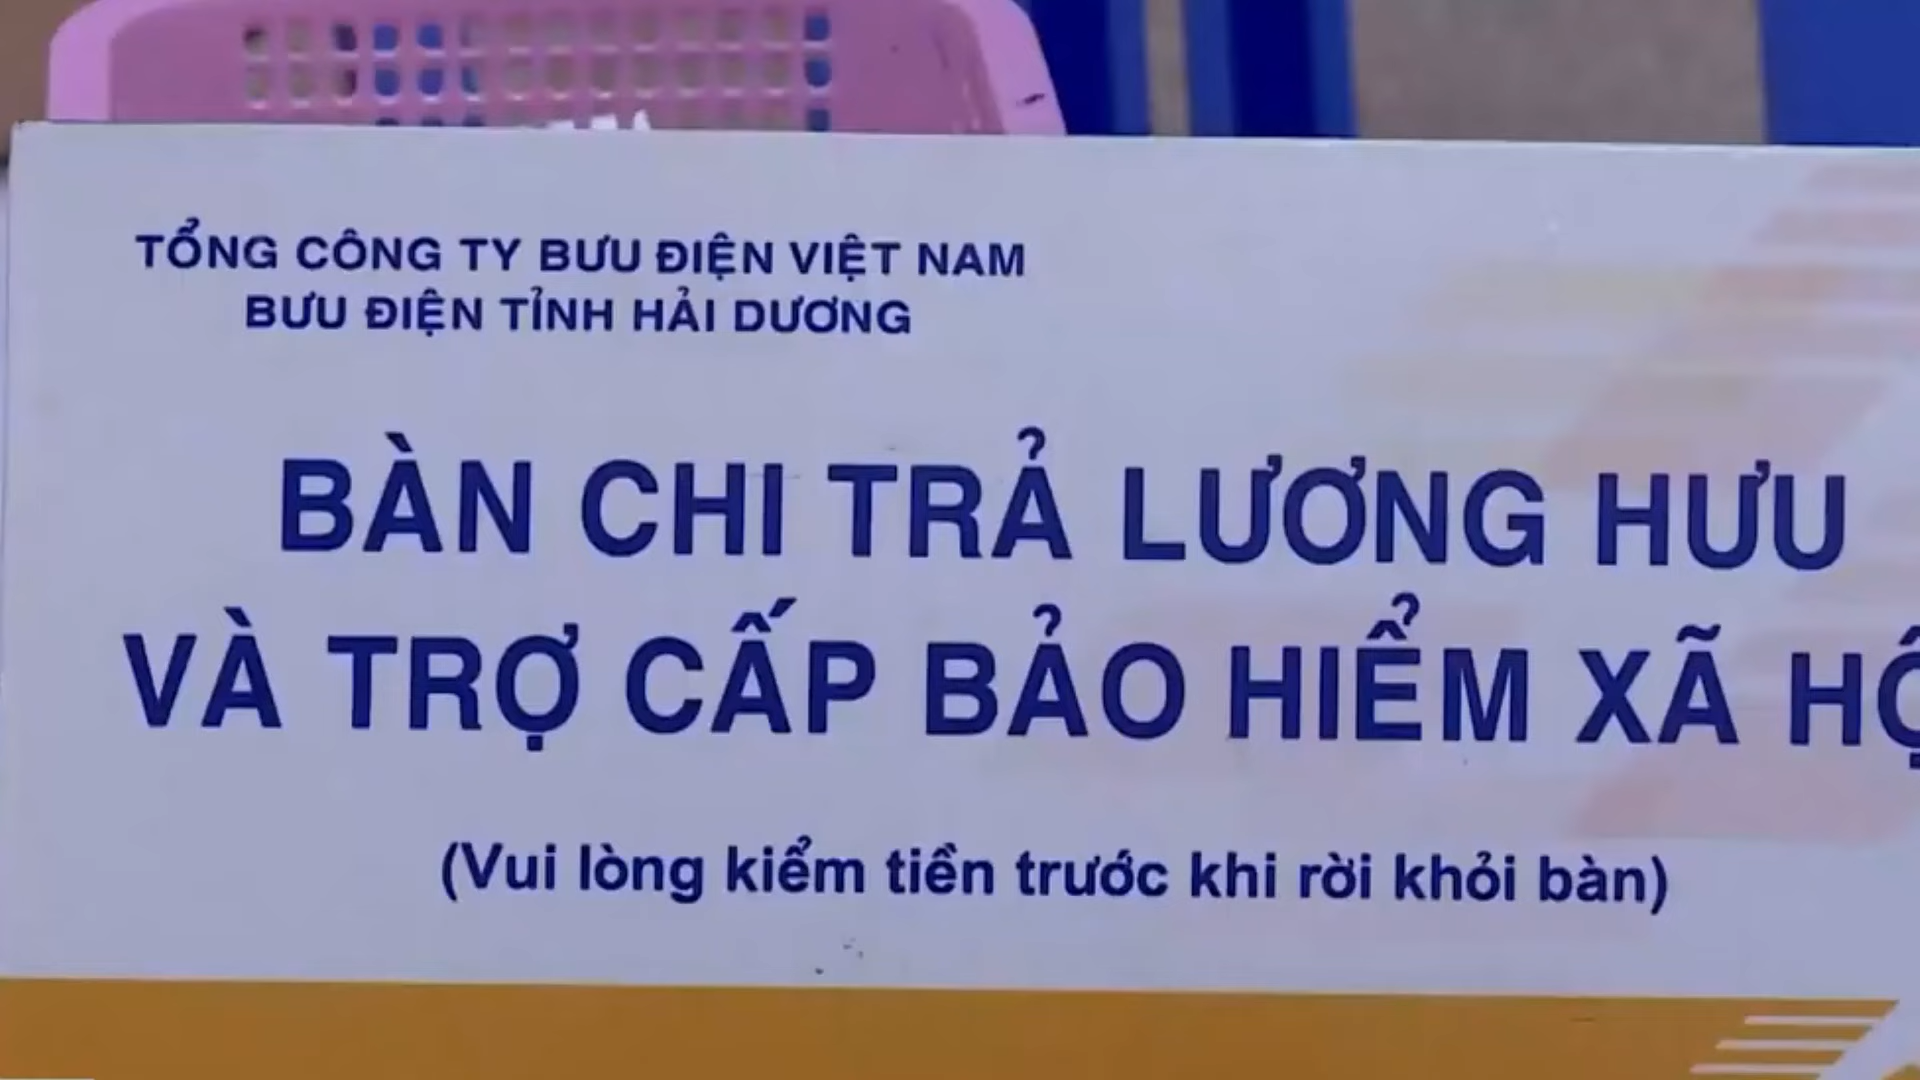 TỔNG CÔNG TY BƯU ĐIỆN VIỆT NAM
BƯU ĐIỆN TỈNH HẢI DƯƠNG
BÀN CHI TRẢ LƯƠNG HƯU
VÀ TRỢ CẤP BẢO HIỂM XÃ HỘ
(Vui lòng kiểm tiền trước khi rời khỏi bàn)